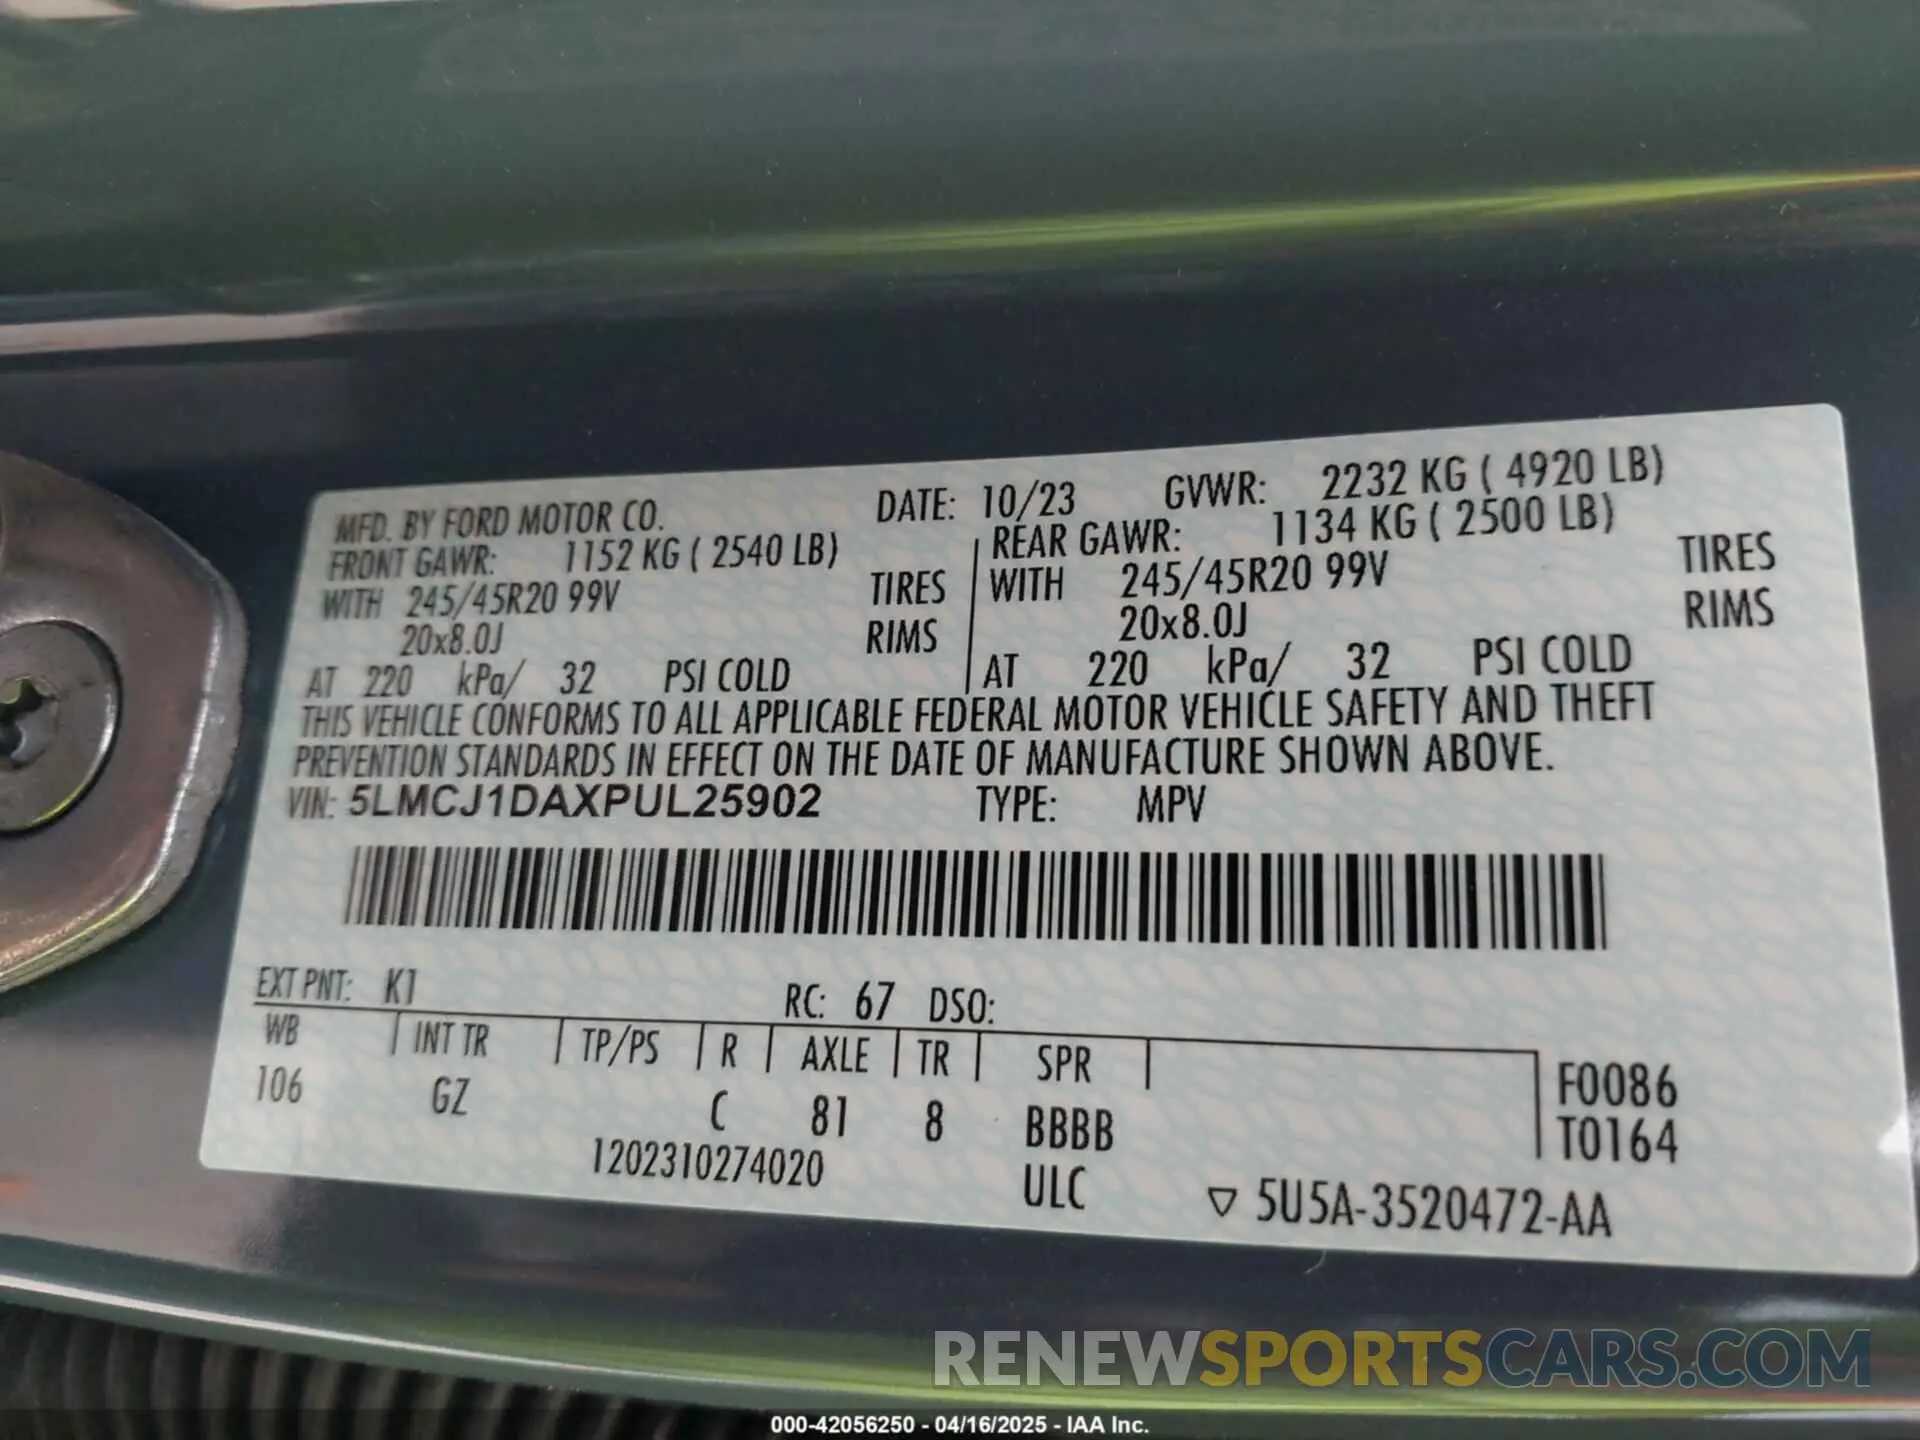 MFD. BY FORD MOTOR CO. DATE: 10/23 GVWR: 2232 KG ( 4920 LB)
FRONT GAWR: 1152 KG ( 2540 LB) REAR GAWR: 1134 KG ( 2500 LB)
WITH 245/45R20 99V TIRES WITH 245/45R20 99V TIRES
20x8.0J RIMS 20x8.0J RIMS
AT 220 kPa/ 32 PSI COLD AT 220 kPa/ 32 PSI COLD
THIS VEHICLE CONFORMS TO ALL APPLICABLE FEDERAL MOTOR VEHICLE SAFETY AND THEFT
PREVENTION STANDARDS IN EFFECT ON THE DATE OF MANUFACTURE SHOWN ABOVE.
VIN: 5LMCJ1DAXPUL25902 TYPE: MPV
EXT PNT: K1 RC: 67 DSO:
WB INT TR TP/PS R AXLE TR SPR F0086
106 GZ C 81 8 BBBB T0164
1202310274020 ULC ▽ 5U5A-3520472-AA
RENEWSPORTSCARS.COM
000-42056250 - 04/16/2025 - IAA Inc.